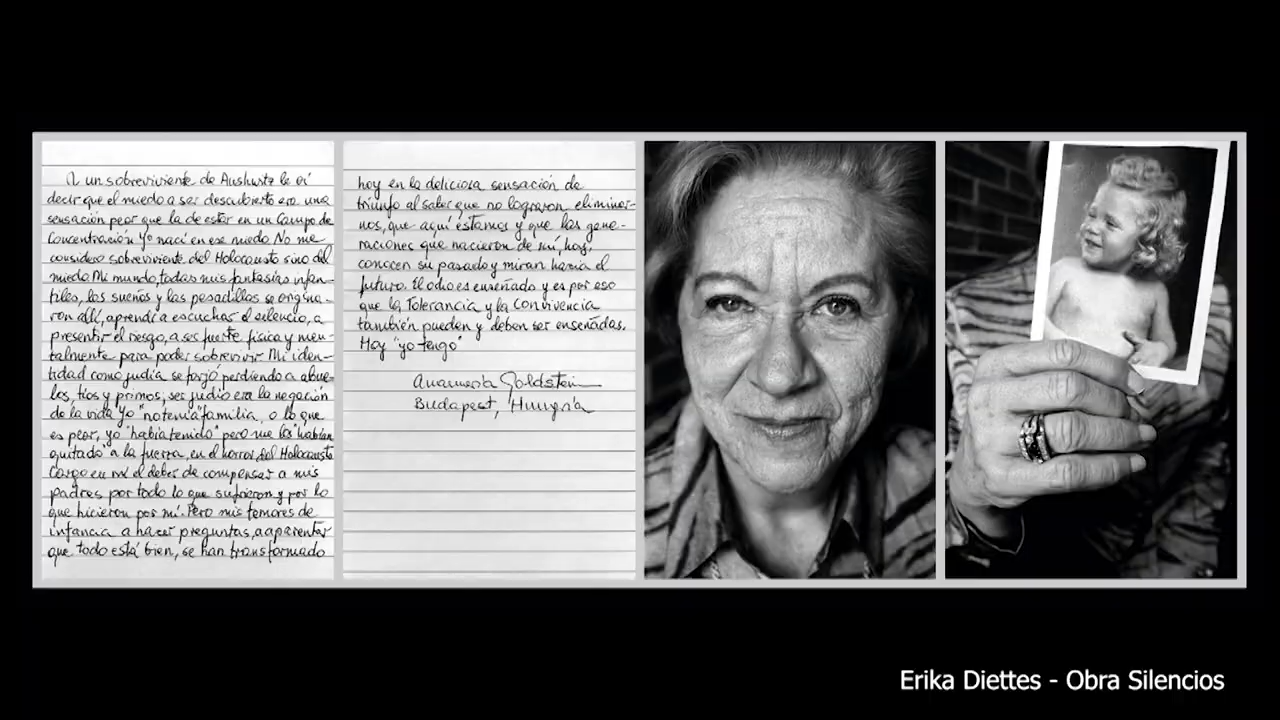 A un sobreviviente de Aushwitz le oí
decir que el miedo a ser descubierto era una
sensación peor que la de estar en un Campo de
Concentración Yo nací en ese miedo. No me
considero sobreviviente del Holocausto sino del
miedo. Mi mundo, todas mis fantasías infan-
tiles, los sueños y las pesadillas se origina-
ron allí, aprendí a escuchar el silencio, a
presentir el riesgo, a ser fuerte física y men-
talmente para poder sobrevivir. Mi iden-
tidad como judía se forjó perdiendo a abue-
los, tíos y primos, ser judío era la negación
de la vida. Yo "no tenía" familia, o lo que
es peor, yo "había tenido" pero me los habían
quitado a la fuerza, en el horror del Holocausto
Cargo en mí el deber de compensar a mis
padres por todo lo que sufrieron y por lo
que hicieron por mí. Pero mis temores de
infancia a hacer preguntas, a aparentar
que todo está bien, se han transformado
hoy en la deliciosa sensación de
triunfo al saber que no lograron eliminar-
nos, que aquí estamos y que las gene-
raciones que nacieron de mí, hoy,
conocen su pasado y miran hacia el
futuro. El odio es enseñado y es por eso
que la Tolerancia y la Convivencia
también pueden y deben ser enseñadas.
Hoy "yo tengo"
Goldstein
Budapest, Hungría
Erika Diettes - Obra Silencios